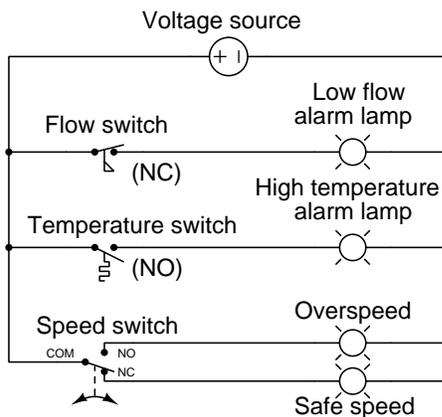 Voltage source
Low flow
alarm lamp
Flow switch
(NC)
High temperature
alarm lamp
Temperature switch
(NO)
Overspeed
Speed switch
COM
NO
NC
Safe speed